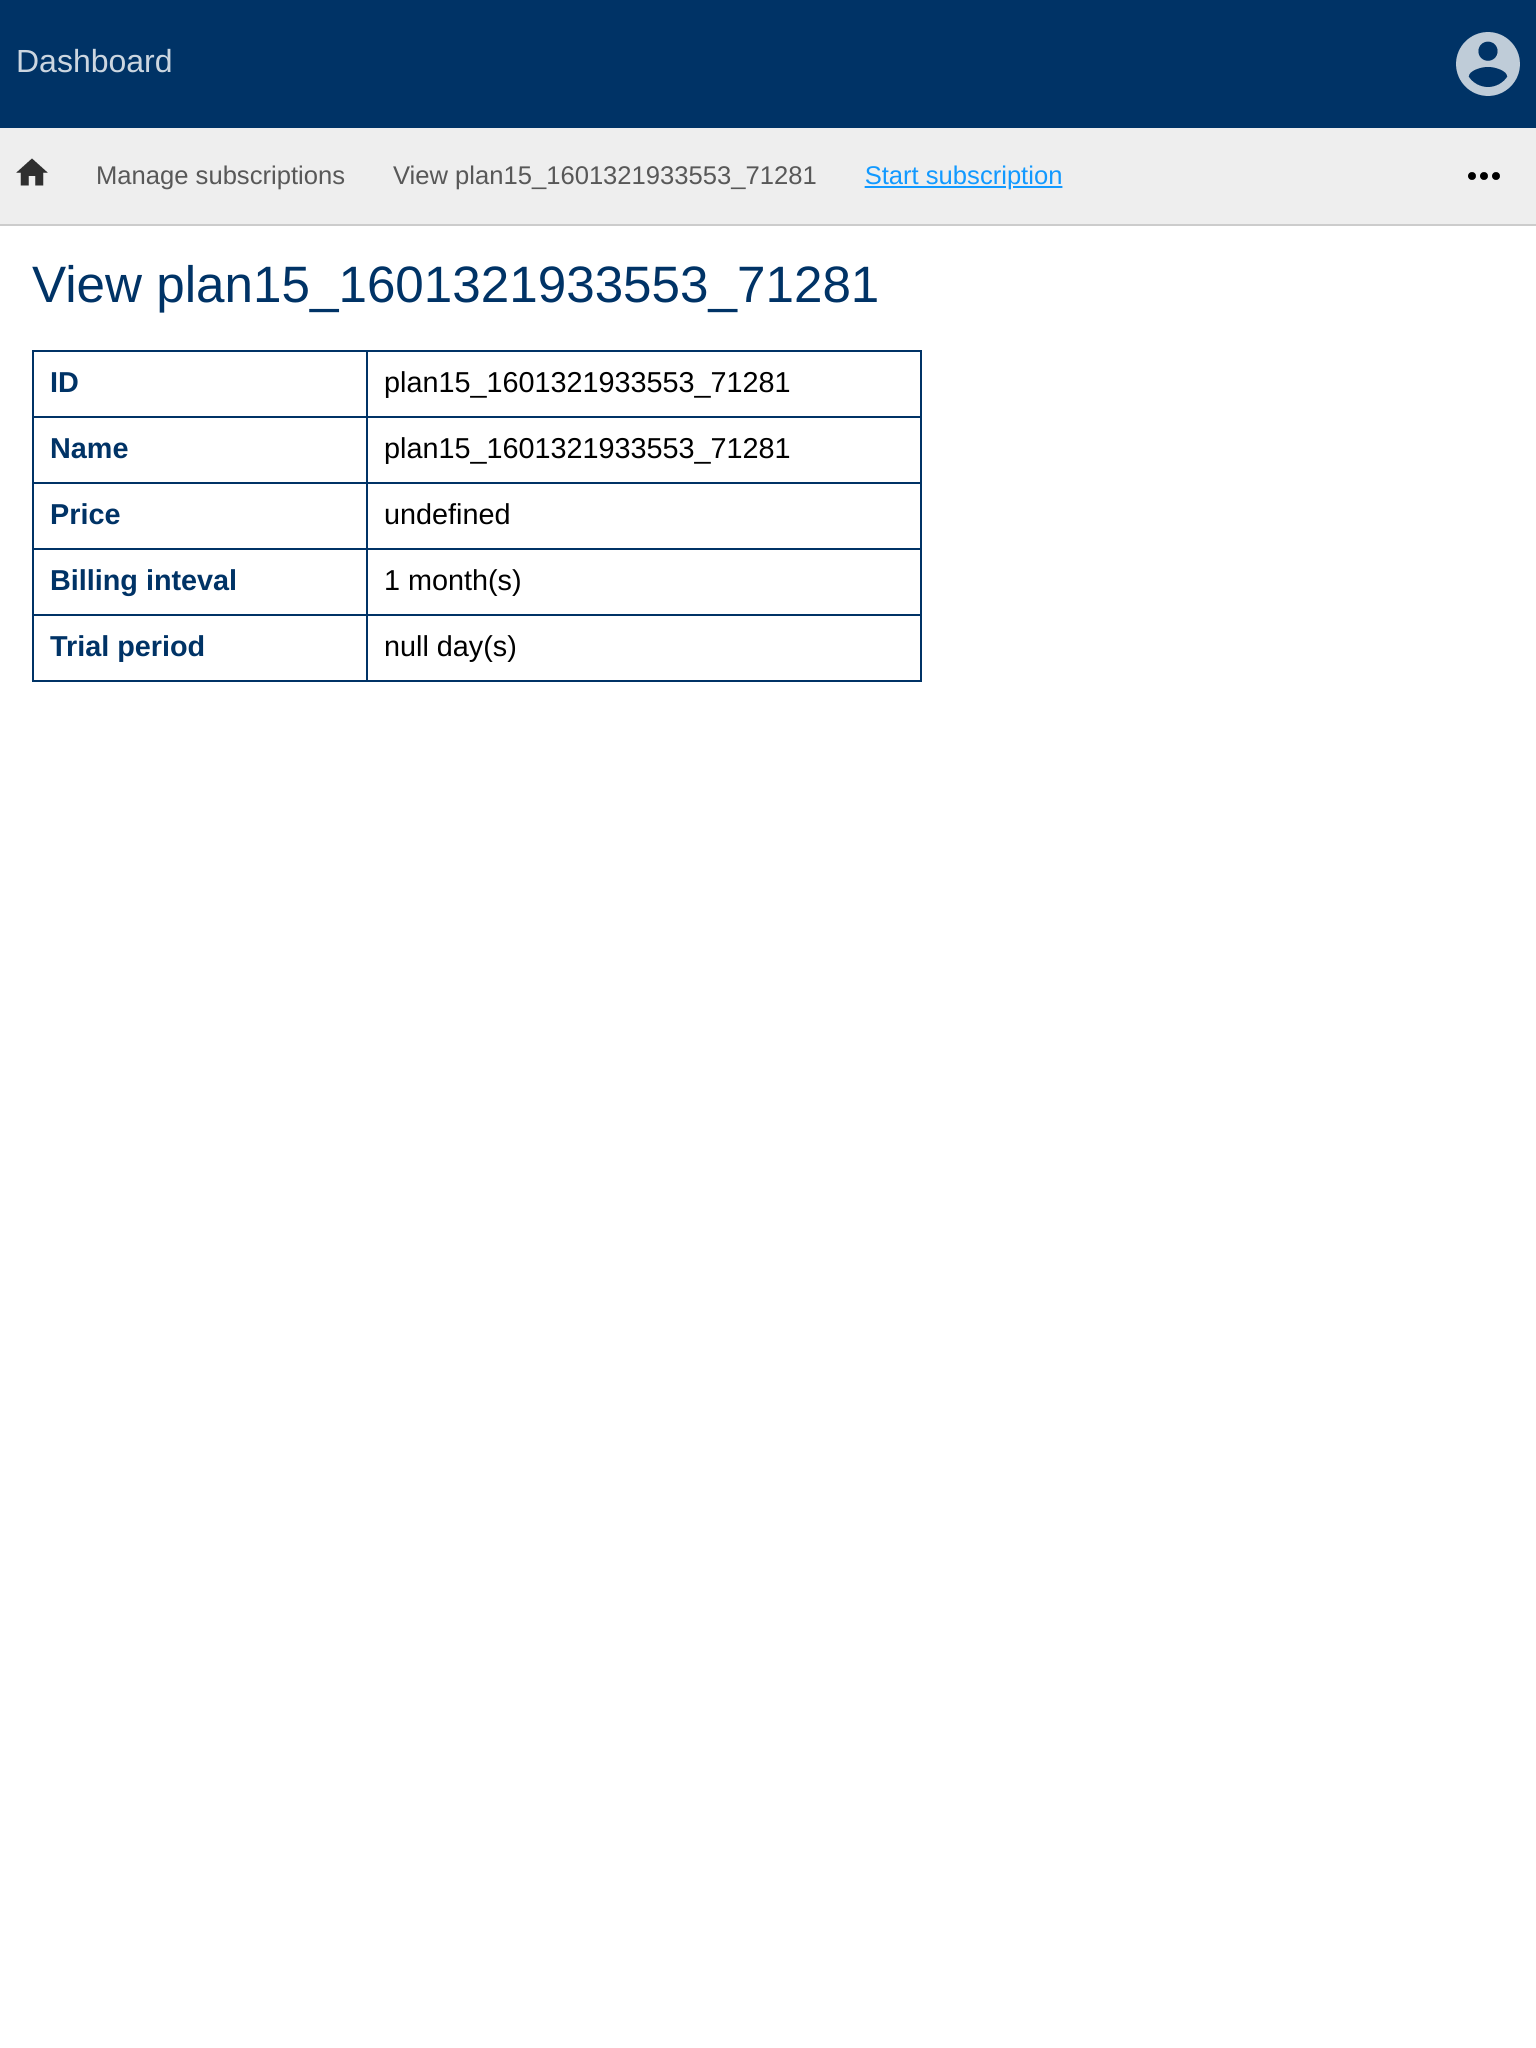 Dashboard
Manage subscriptions View plan15_1601321933553_71281 Start subscription
View plan15_1601321933553_71281
ID plan15_1601321933553_71281
Name plan15_1601321933553_71281
Price undefined
Billing inteval 1 month(s)
Trial period null day(s)